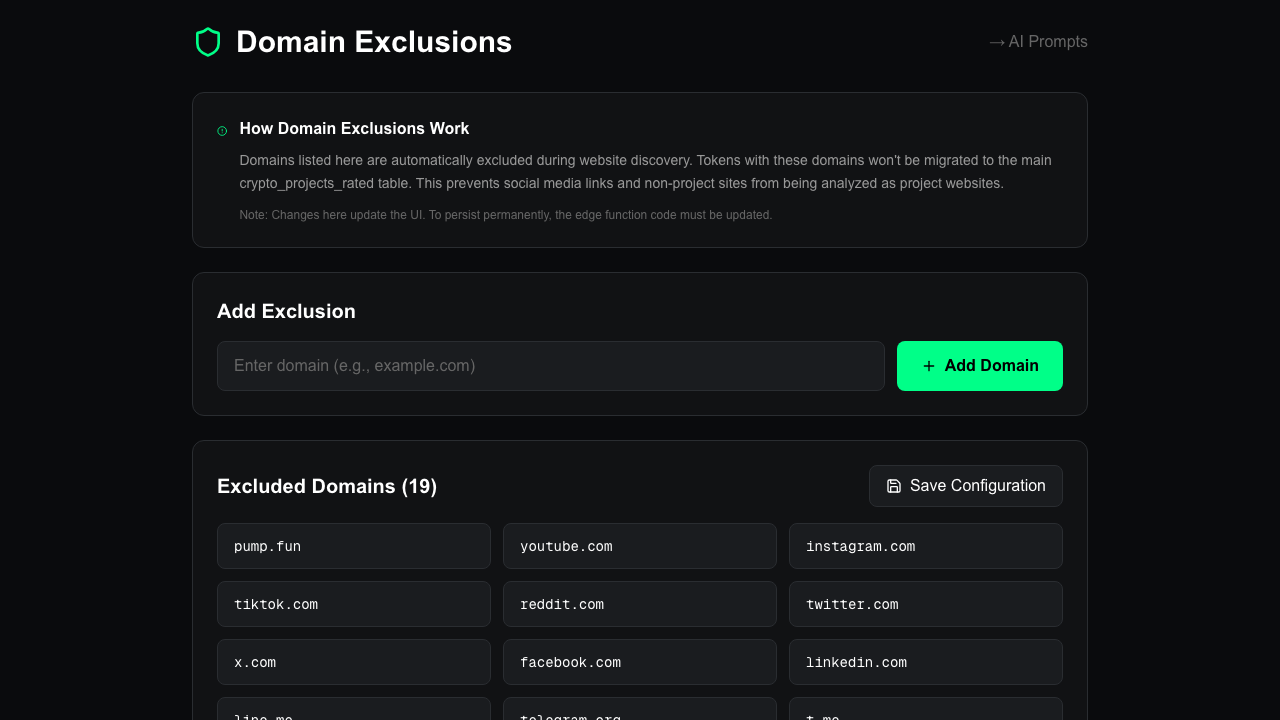 Domain Exclusions
→ AI Prompts
How Domain Exclusions Work
Domains listed here are automatically excluded during website discovery. Tokens with these domains won't be migrated to the main
crypto_projects_rated table. This prevents social media links and non-project sites from being analyzed as project websites.
Note: Changes here update the UI. To persist permanently, the edge function code must be updated.
Add Exclusion
Enter domain (e.g., example.com)
+ Add Domain
Excluded Domains (19)
Save Configuration
pump.fun
youtube.com
instagram.com
tiktok.com
reddit.com
twitter.com
x.com
facebook.com
linkedin.com
telegram.org
t.me